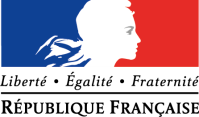 Liberté • Égalité • Fraternité
RÉPUBLIQUE FRANÇAISE